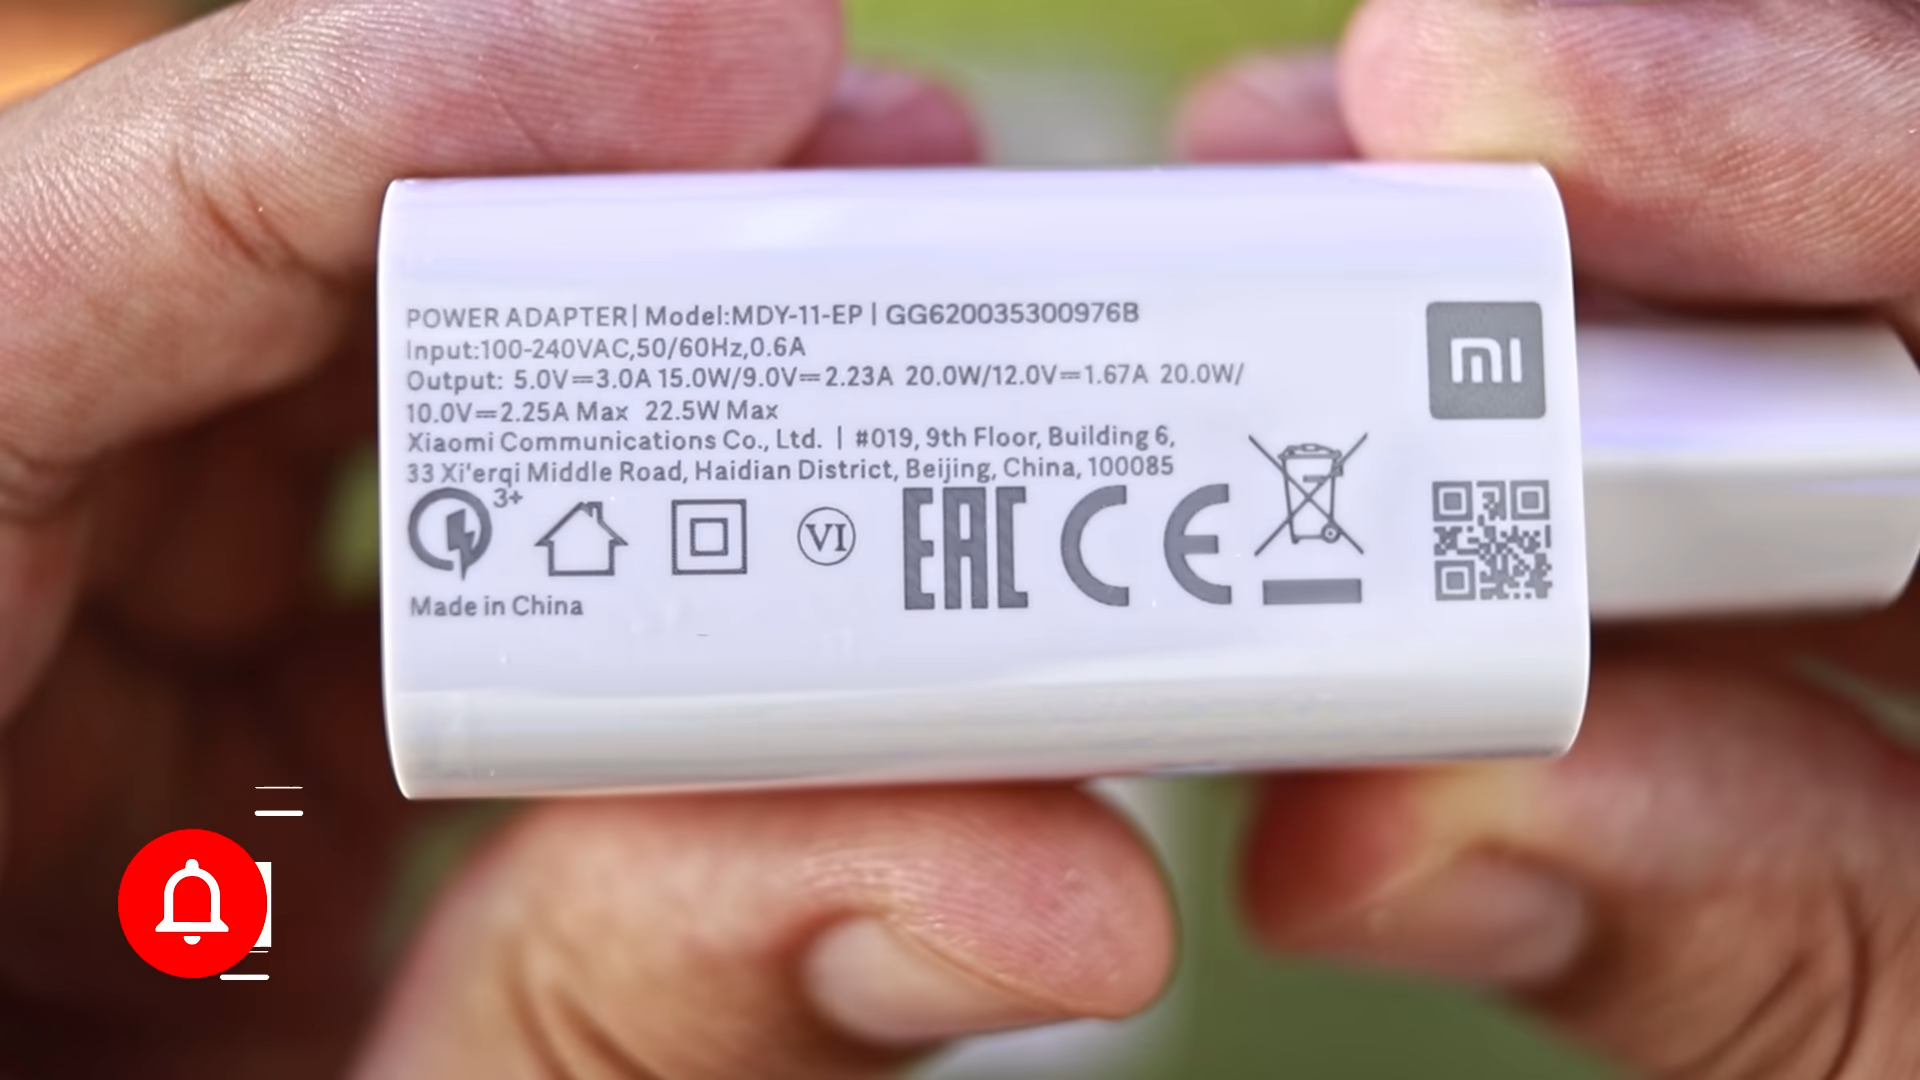 POWER ADAPTER| Model:MDY-11-EP | GG620035300976B
Input:100-240VAC,50/60Hz,0.6A
Output: 5.0V⎓3.0A 15.0W/9.0V⎓2.23A 20.0W/12.0V⎓1.67A 20.0W/
10.0V⎓2.25A Max 22.5W Max
Xiaomi Communications Co., Ltd. | #019, 9th Floor, Building 6,
33 Xi'erqi Middle Road, Haidian District, Beijing, China, 100085
3+ VI EAC CE
Made in China
mi